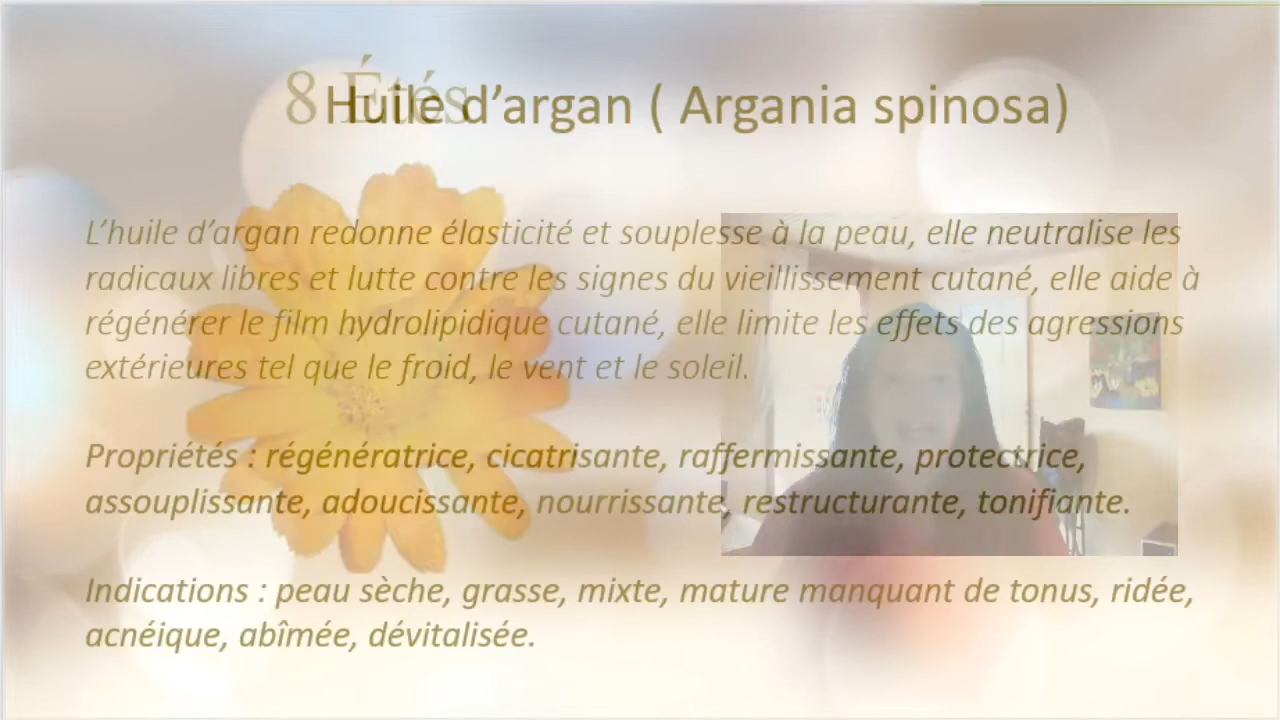 8 Étés
Huile d’argan ( Argania spinosa)
L’huile d’argan redonne élasticité et souplesse à la peau, elle neutralise les
radicaux libres et lutte contre les signes du vieillissement cutané, elle aide à
régénérer le film hydrolipidique cutané, elle limite les effets des agressions
extérieures tel que le froid, le vent et le soleil.
Propriétés : régénératrice, cicatrisante, raffermissante, protectrice,
assouplissante, adoucissante, nourrissante, restructurante, tonifiante.
Indications : peau sèche, grasse, mixte, mature manquant de tonus, ridée,
acnéique, abîmée, dévitalisée.